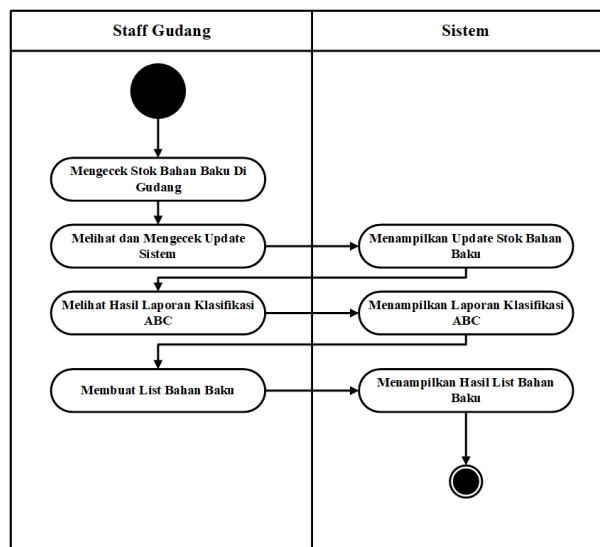 Staff Gudang
Sistem
Mengecek Stok Bahan Baku Di
Gudang
Melihat dan Mengecek Update
Sistem
Menampilkan Update Stok Bahan
Baku
Melihat Hasil Laporan Klasifikasi
ABC
Menampilkan Laporan Klasifikasi
ABC
Membuat List Bahan Baku
Menampilkan Hasil List Bahan
Baku